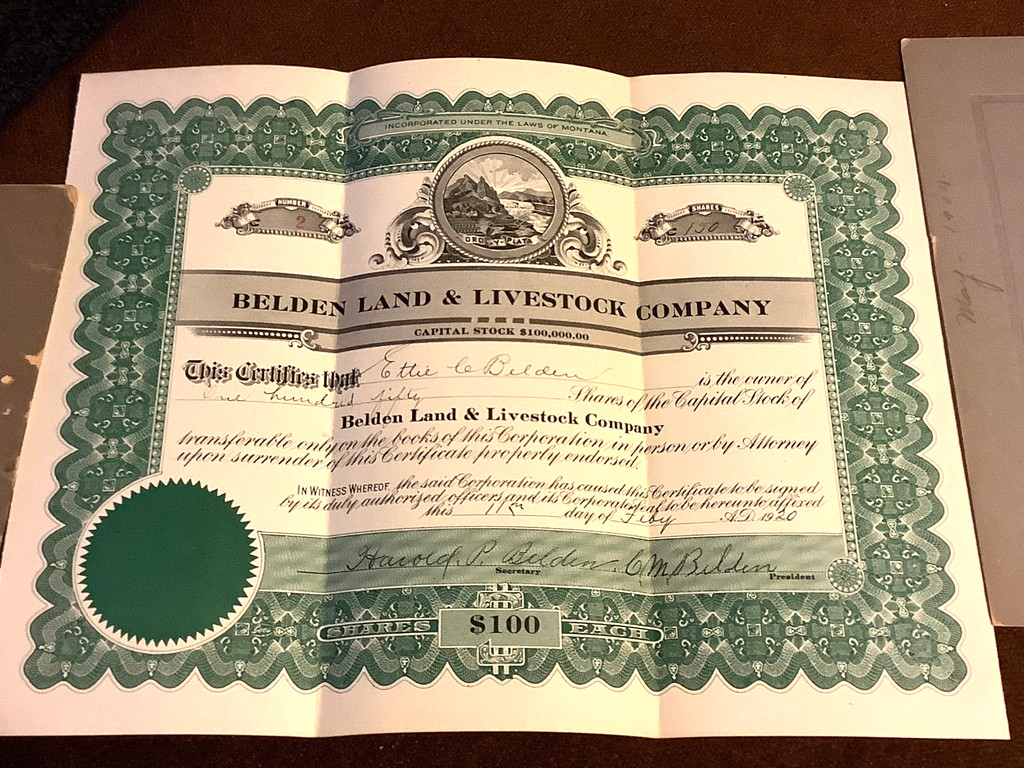 INCORPORATED UNDER THE LAWS OF MONTANA
NUMBER
2
SHARES
150
ORO Y PLATA
BELDEN LAND & LIVESTOCK COMPANY
CAPITAL STOCK $100,000.00
This Certifies that Ettie C Belden is the owner of
One hundred fifty Shares of the Capital Stock of
Belden Land & Livestock Company
transferable only on the books of this Corporation in person or by Attorney
upon surrender of this Certificate properly endorsed.
IN WITNESS WHEREOF, the said Corporation has caused this Certificate to be signed
by its duly authorized officers and its Corporate Seal to be hereunto affixed
this 11th day of Feby A.D. 1920
Harold. P. Belden. C M Belden
Secretary President
SHARES $100 EACH
May - 1904.